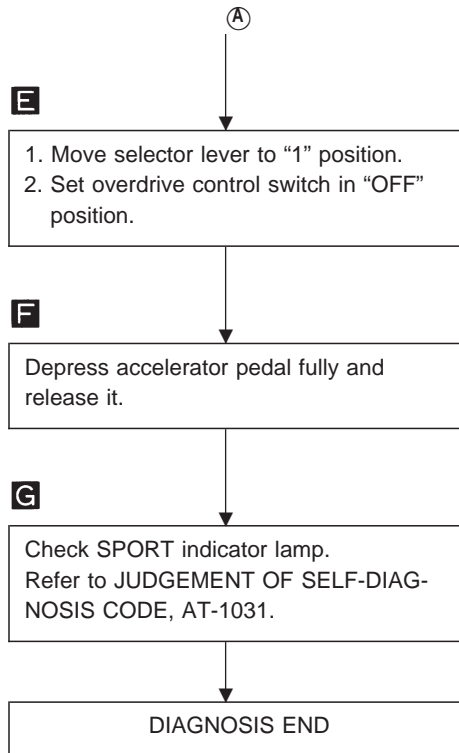 A
E
1. Move selector lever to “1” position.
2. Set overdrive control switch in “OFF”
position.
F
Depress accelerator pedal fully and
release it.
G
Check SPORT indicator lamp.
Refer to JUDGEMENT OF SELF-DIAG-
NOSIS CODE, AT-1031.
DIAGNOSIS END